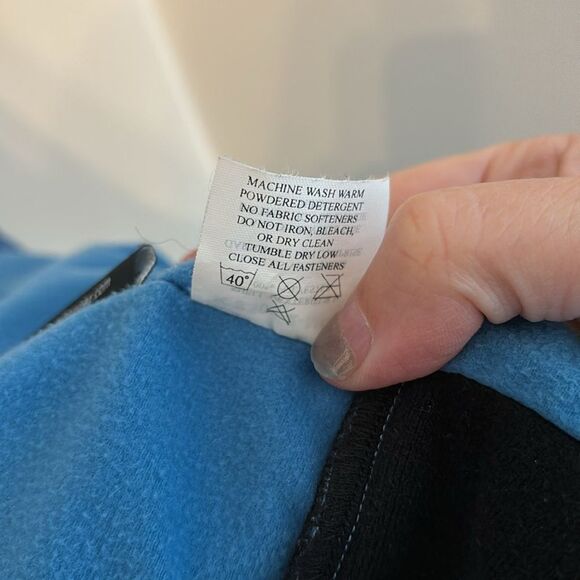 MACHINE WASH WARM
POWDERED DETERGENT
NO FABRIC SOFTENERS
DO NOT IRON, BLEACH,
OR DRY CLEAN
TUMBLE DRY LOW
CLOSE ALL FASTENERS
40°
.com